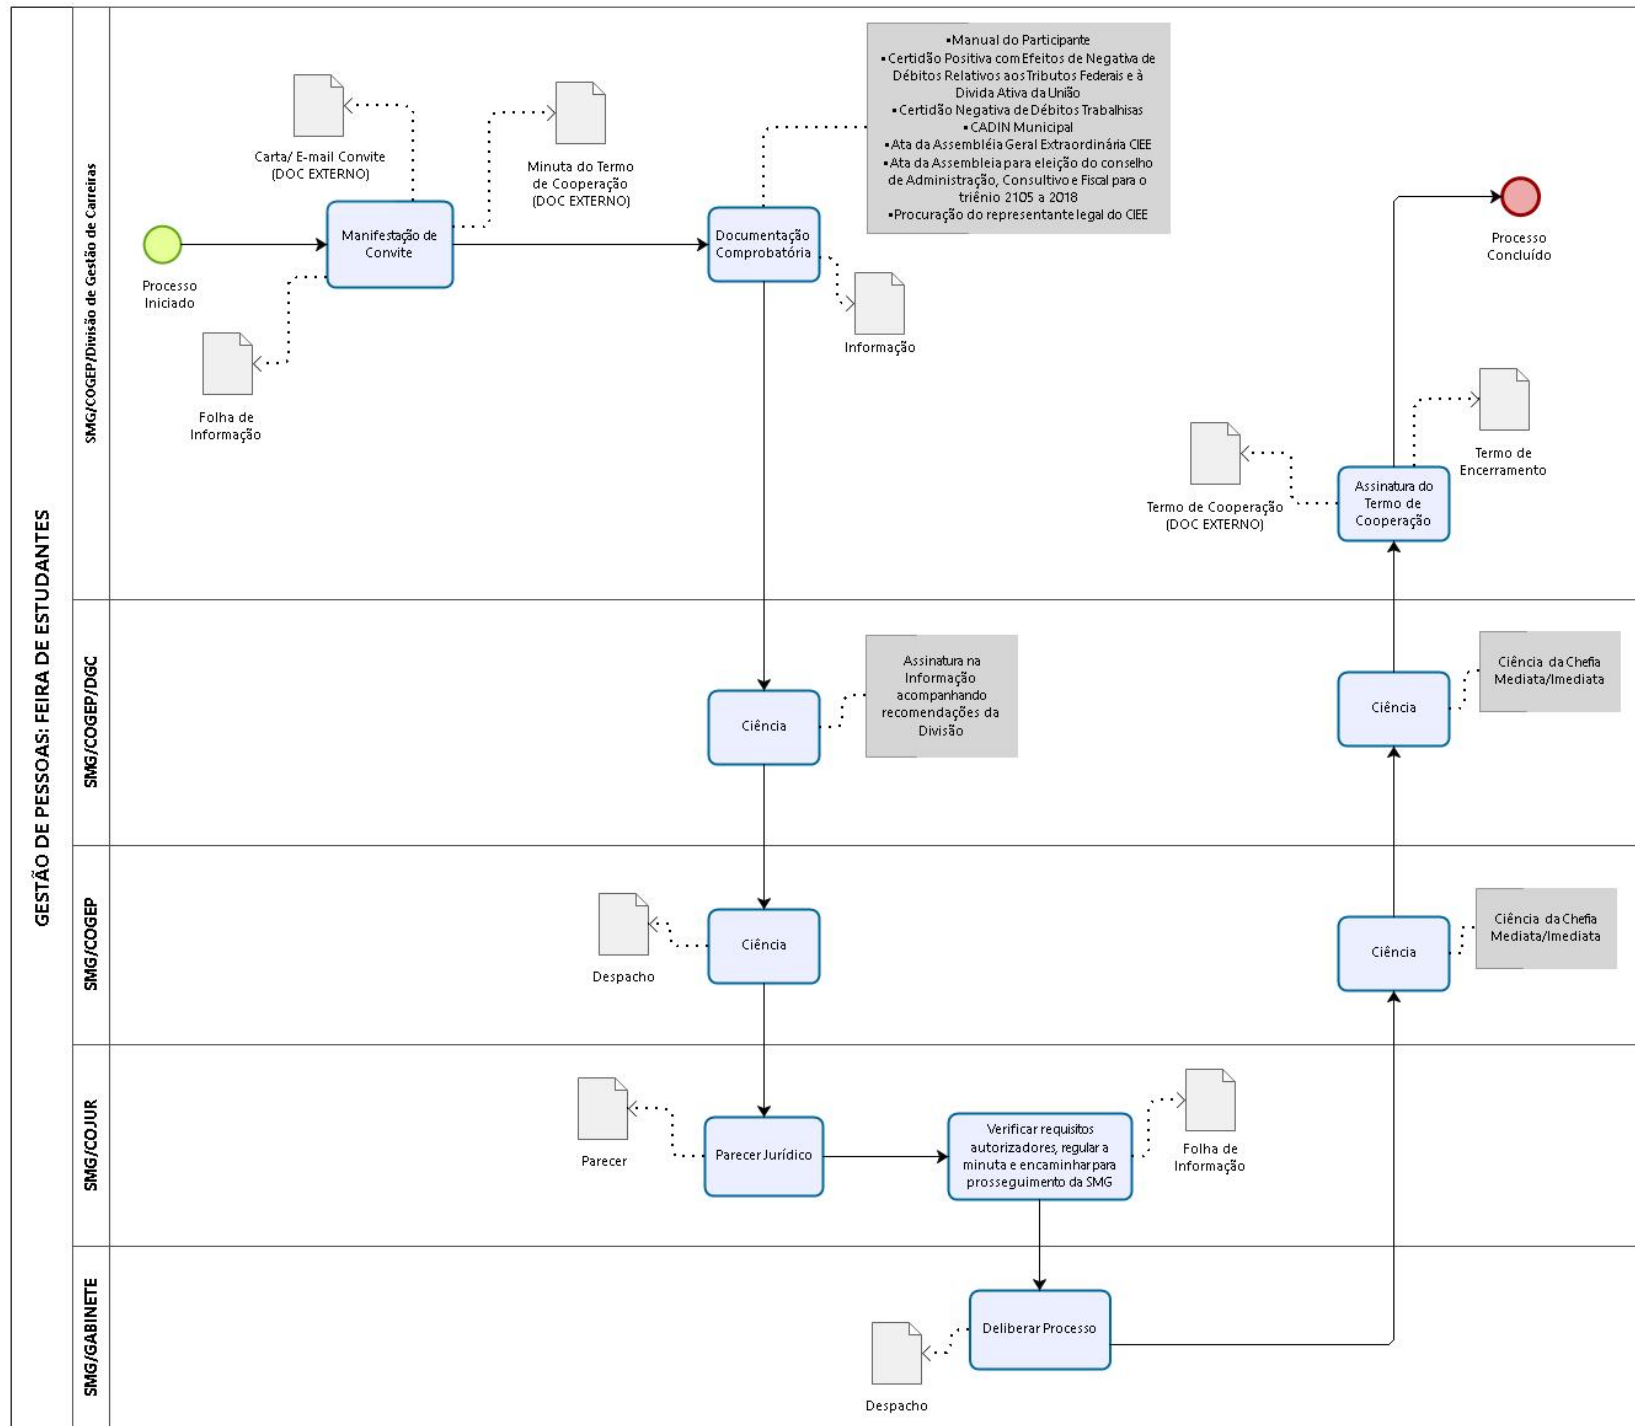 GESTÃO DE PESSOAS: FEIRA DE ESTUDANTES
SMG/COGEP/Divisão de Gestão de Carreiras
Processo
Iniciado
Carta/ E-mail Convite
(DOC EXTERNO)
Minuta do Termo
de Cooperação
(DOC EXTERNO)
Manifestação de
Convite
Folha de
Informação
▪Manual do Participante
▪Certidão Positiva com Efeitos de Negativa de
Débitos Relativos aos Tributos Federais e à
Divida Ativa da União
▪Certidão Negativa de Débitos Trabalhisas
▪CADIN Municipal
▪Ata da Assembléia Geral Extraordinária CIEE
▪Ata da Assembleia para eleição do conselho
de Administração, Consultivo e Fiscal para o
triênio 2105 a 2018
▪Procuração do representante legal do CIEE
Documentação
Comprobatória
Informação
Processo
Concluído
Termo de
Encerramento
Termo de Cooperação
(DOC EXTERNO)
Assinatura do
Termo de
Cooperação
SMG/COGEP/DGC
Ciência
Assinatura na
Informação
acompanhando
recomendações da
Divisão
Ciência
Ciência da Chefia
Mediata/Imediata
SMG/COGEP
Despacho
Ciência
Ciência
Ciência da Chefia
Mediata/Imediata
SMG/COJUR
Parecer
Parecer Jurídico
Verificar requisitos
autorizadores, regular a
minuta e encaminhar para
prosseguimento da SMG
Folha de
Informação
SMG/GABINETE
Despacho
Deliberar Processo